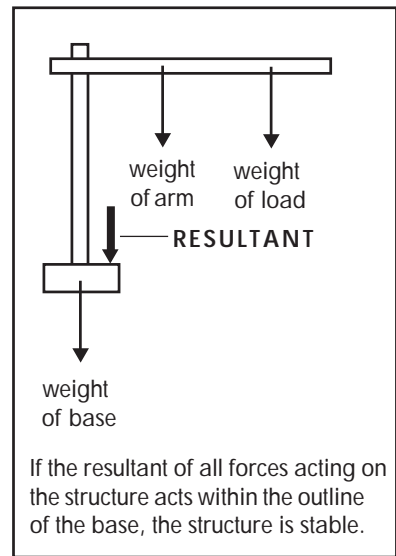 weight
of arm
weight
of load
RESULTANT
weight
of base
If the resultant of all forces acting on
the structure acts within the outline
of the base, the structure is stable.